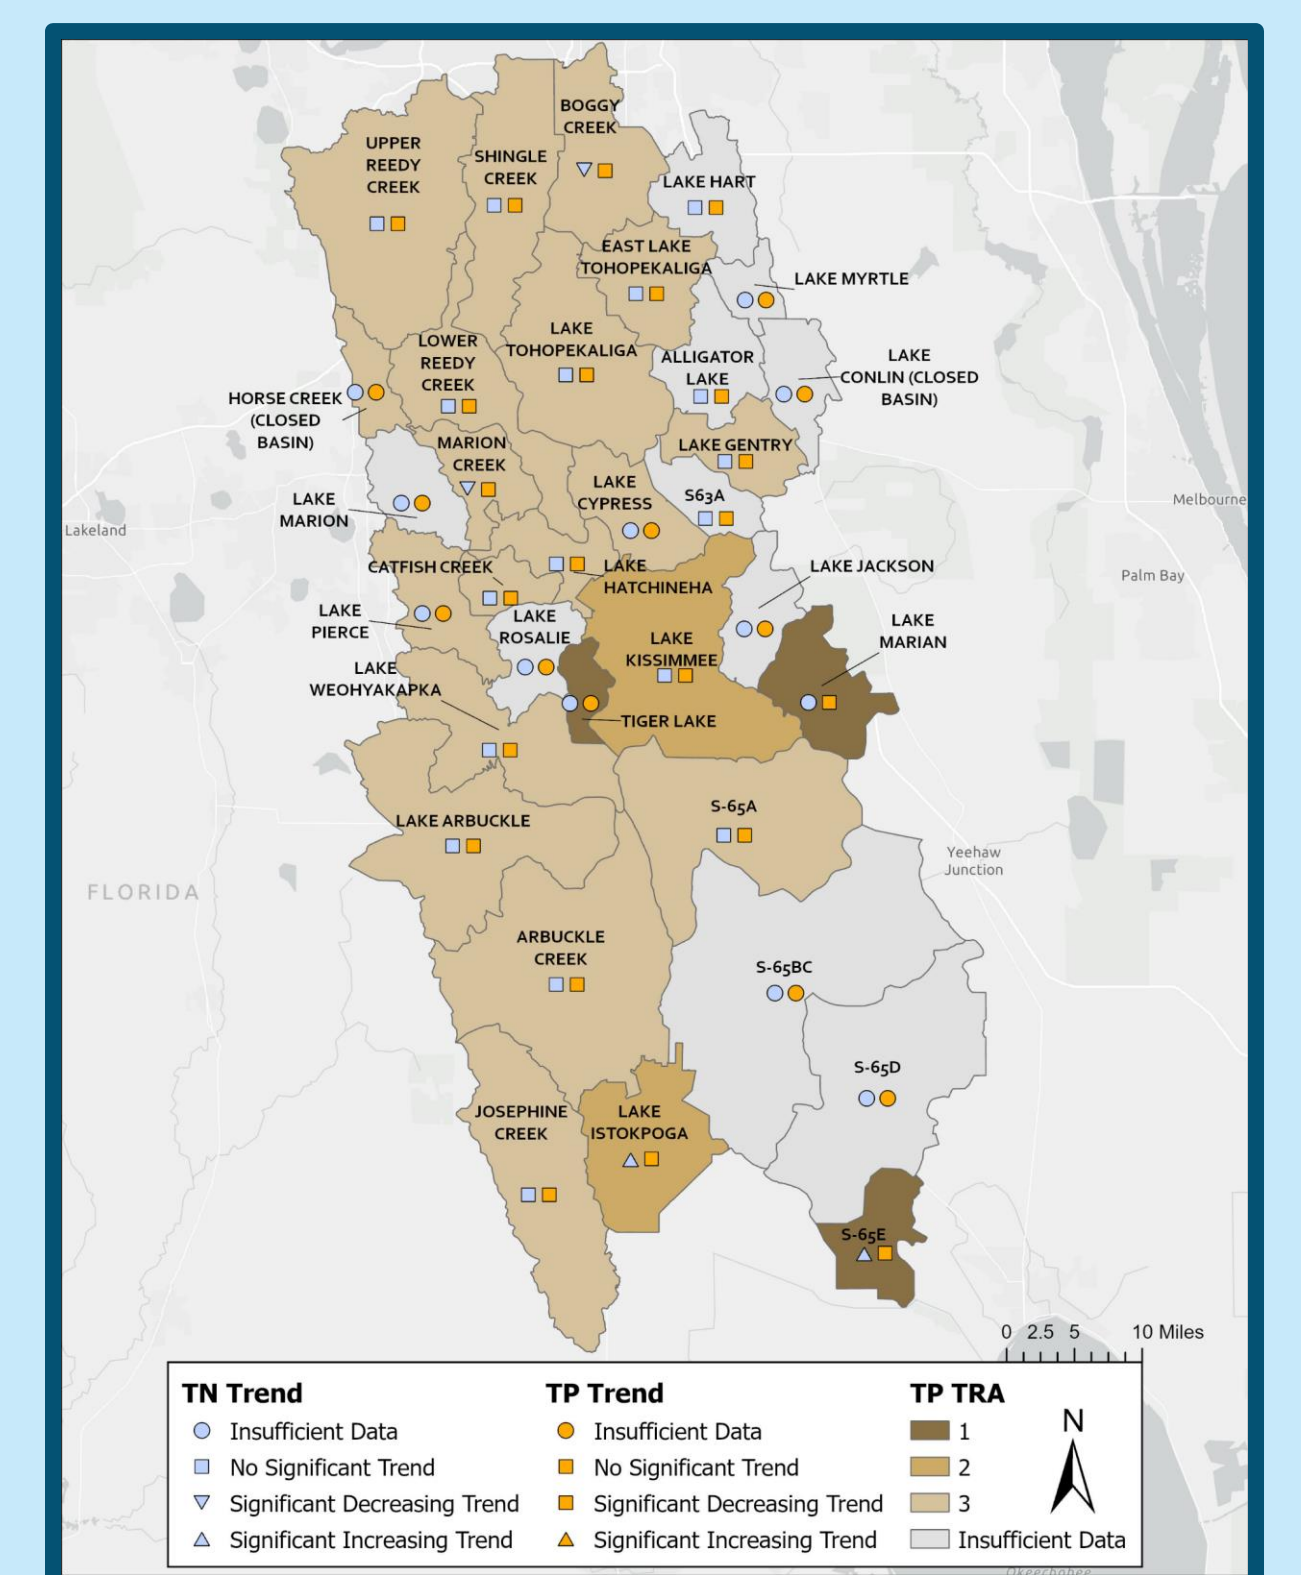 BOGGY
CREEK
UPPER
REEDY
CREEK
SHINGLE
CREEK
LAKE HART
EAST LAKE
TOHOPEKALIGA
LAKE MYRTLE
LAKE
TOHOPEKALIGA
LOWER
REEDY
CREEK
ALLIGATOR
LAKE
LAKE
CONLIN (CLOSED
BASIN)
HORSE CREEK
(CLOSED
BASIN)
MARION
CREEK
LAKE GENTRY
LAKE
CYPRESS
S63A
LAKE
MARION
Lakeland
Melbourne
CATFISH CREEK
LAKE
HATCHINEHA
LAKE JACKSON
Palm Bay
LAKE
PIERCE
LAKE
ROSALIE
LAKE
MARIAN
LAKE
KISSIMMEE
LAKE
WEOHYAKAPKA
TIGER LAKE
S-65A
LAKE ARBUCKLE
Yeehaw
Junction
FLORIDA
ARBUCKLE
CREEK
S-65BC
S-65D
JOSEPHINE
CREEK
LAKE
ISTOKPOGA
S-65E
0 2.5 5 10 Miles
TN Trend
Insufficient Data
No Significant Trend
Significant Decreasing Trend
Significant Increasing Trend
TP Trend
Insufficient Data
No Significant Trend
Significant Decreasing Trend
Significant Increasing Trend
TP TRA
1
2
3
Insufficient Data
N
Okeechobee